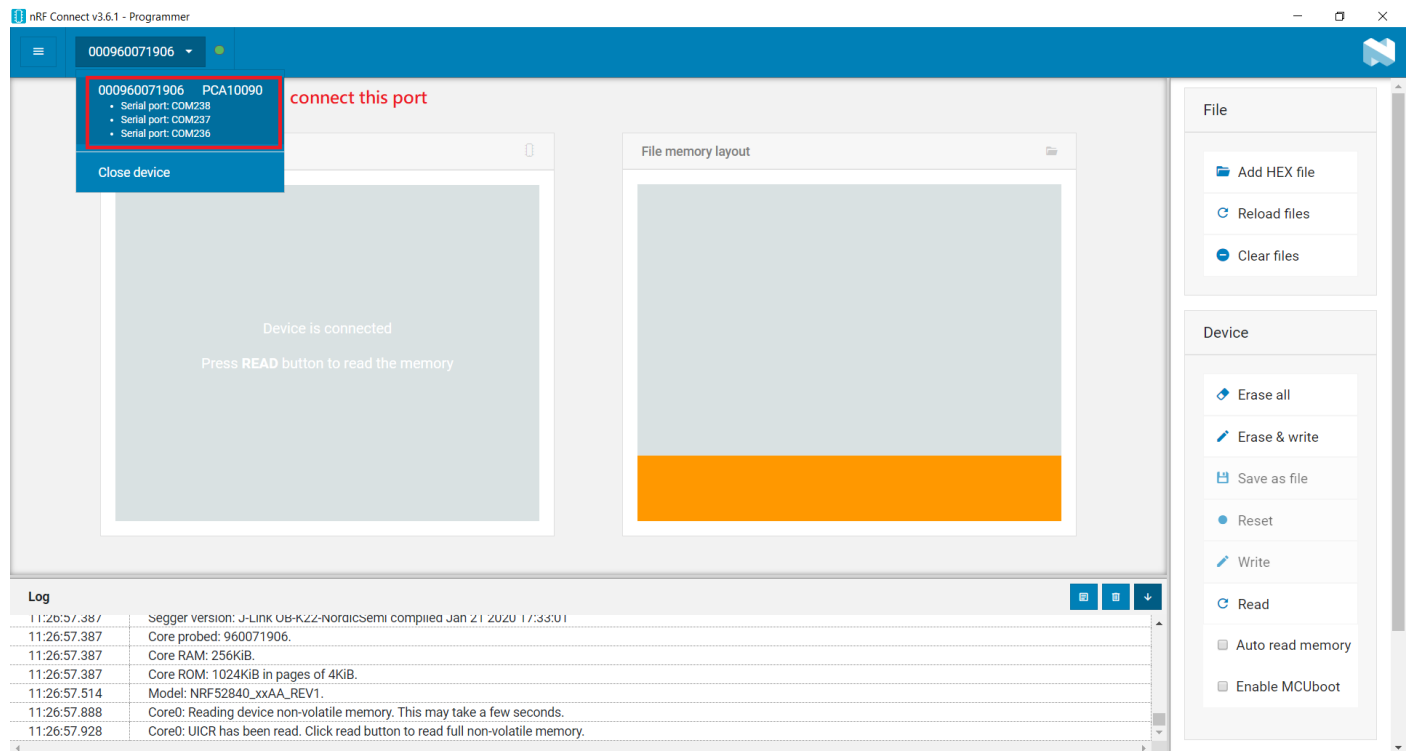 nRF Connect v3.6.1 - Programmer
000960071906
000960071906 PCA10090
Serial port: COM238
Serial port: COM237
Serial port: COM236
connect this port
Close device
File memory layout
Device is connected
Press READ button to read the memory
File
Add HEX file
Reload files
Clear files
Device
Erase all
Erase & write
Save as file
Reset
Write
Read
Auto read memory
Enable MCUboot
Log
11:26:57.387 Segger version: J-Link OB-K22-NordicSemi compiled Jan 21 2020 17:33:01
11:26:57.387 Core probed: 960071906.
11:26:57.387 Core RAM: 256KiB.
11:26:57.387 Core ROM: 1024KiB in pages of 4KiB.
11:26:57.514 Model: NRF52840_xxAA_REV1.
11:26:57.888 Core0: Reading device non-volatile memory. This may take a few seconds.
11:26:57.928 Core0: UICR has been read. Click read button to read full non-volatile memory.